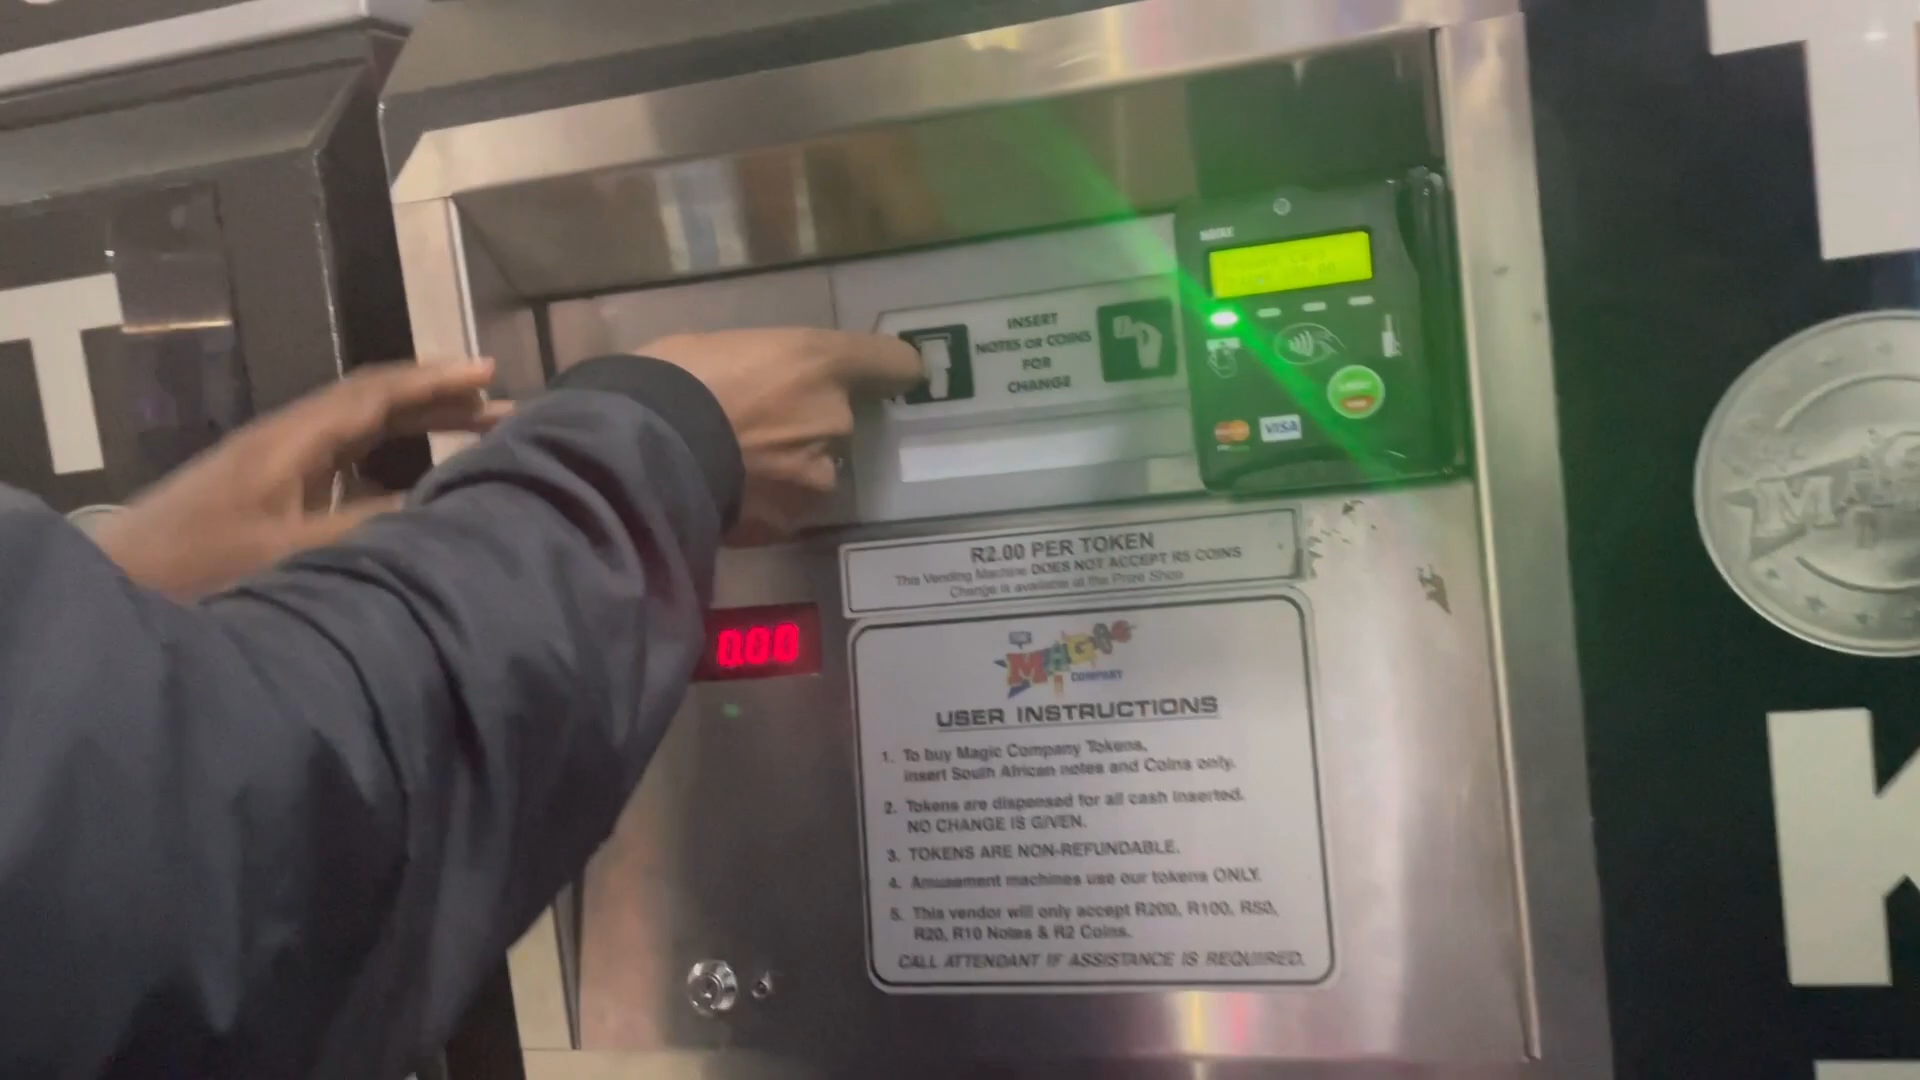 T
INSERT
NOTES OR COINS
FOR
CHANGE
NAYAX
VISA
R2.00 PER TOKEN
This Vending Machine DOES NOT ACCEPT R5 COINS
Change is available at the Prize Shop
0.00
THE
MAGIC
COMPANY
USER INSTRUCTIONS
1. To buy Magic Company Tokens,
insert South African notes and Coins only.
2. Tokens are dispensed for all cash inserted.
NO CHANGE IS GIVEN.
3. TOKENS ARE NON-REFUNDABLE.
4. Amusement machines use our tokens ONLY.
5. This vendor will only accept R200, R100, R50,
R20, R10 Notes & R2 Coins.
CALL ATTENDANT IF ASSISTANCE IS REQUIRED.
T
K